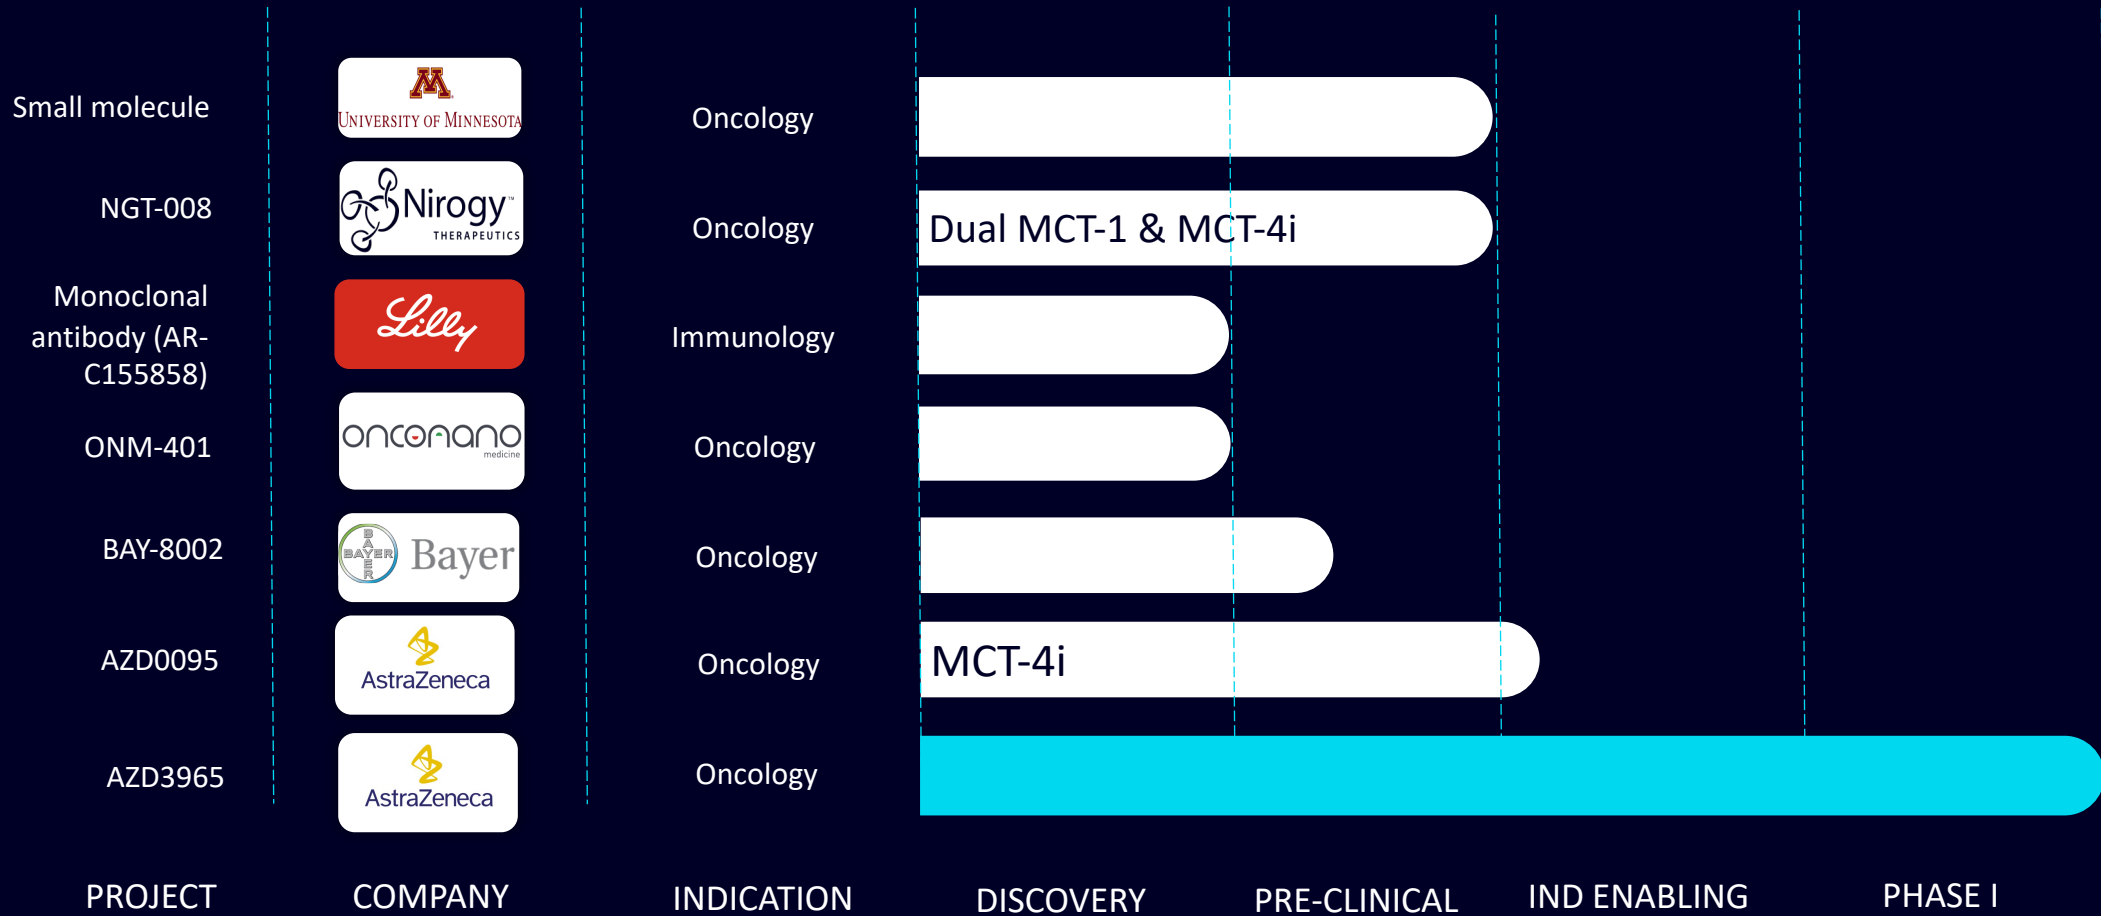 Small molecule
M
UNIVERSITY OF MINNESOTA
Oncology
NGT-008
Nirogy™
THERAPEUTICS
Oncology
Dual MCT-1 & MCT-4i
Monoclonal
antibody (AR-
C155858)
Lilly
Immunology
ONM-401
onconano
medicine
Oncology
BAY-8002
BAYER
BAYER
Bayer
Oncology
AZD0095
AstraZeneca
Oncology
MCT-4i
AZD3965
AstraZeneca
Oncology
PROJECT
COMPANY
INDICATION
DISCOVERY
PRE-CLINICAL
IND ENABLING
PHASE I